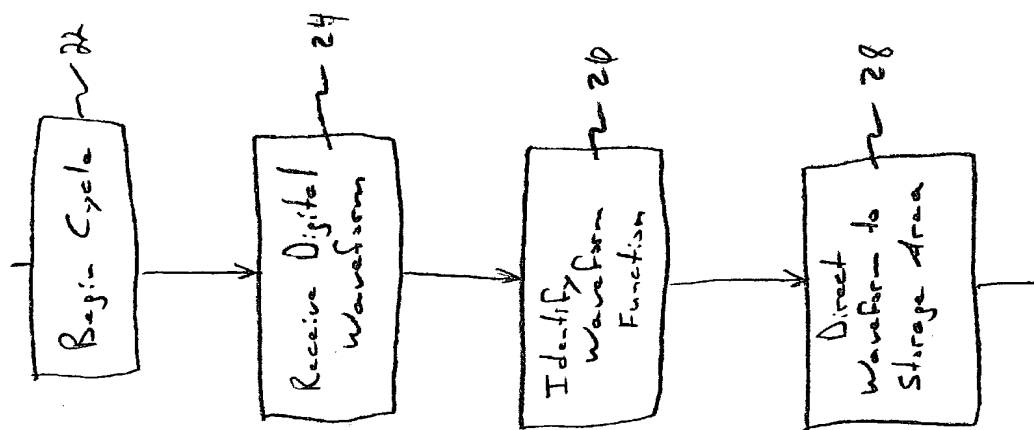 Begin Cycle
22
Receive Digital
Waveform
24
Identify
Waveform
Function
26
Direct
Waveform to
Storage Area
28